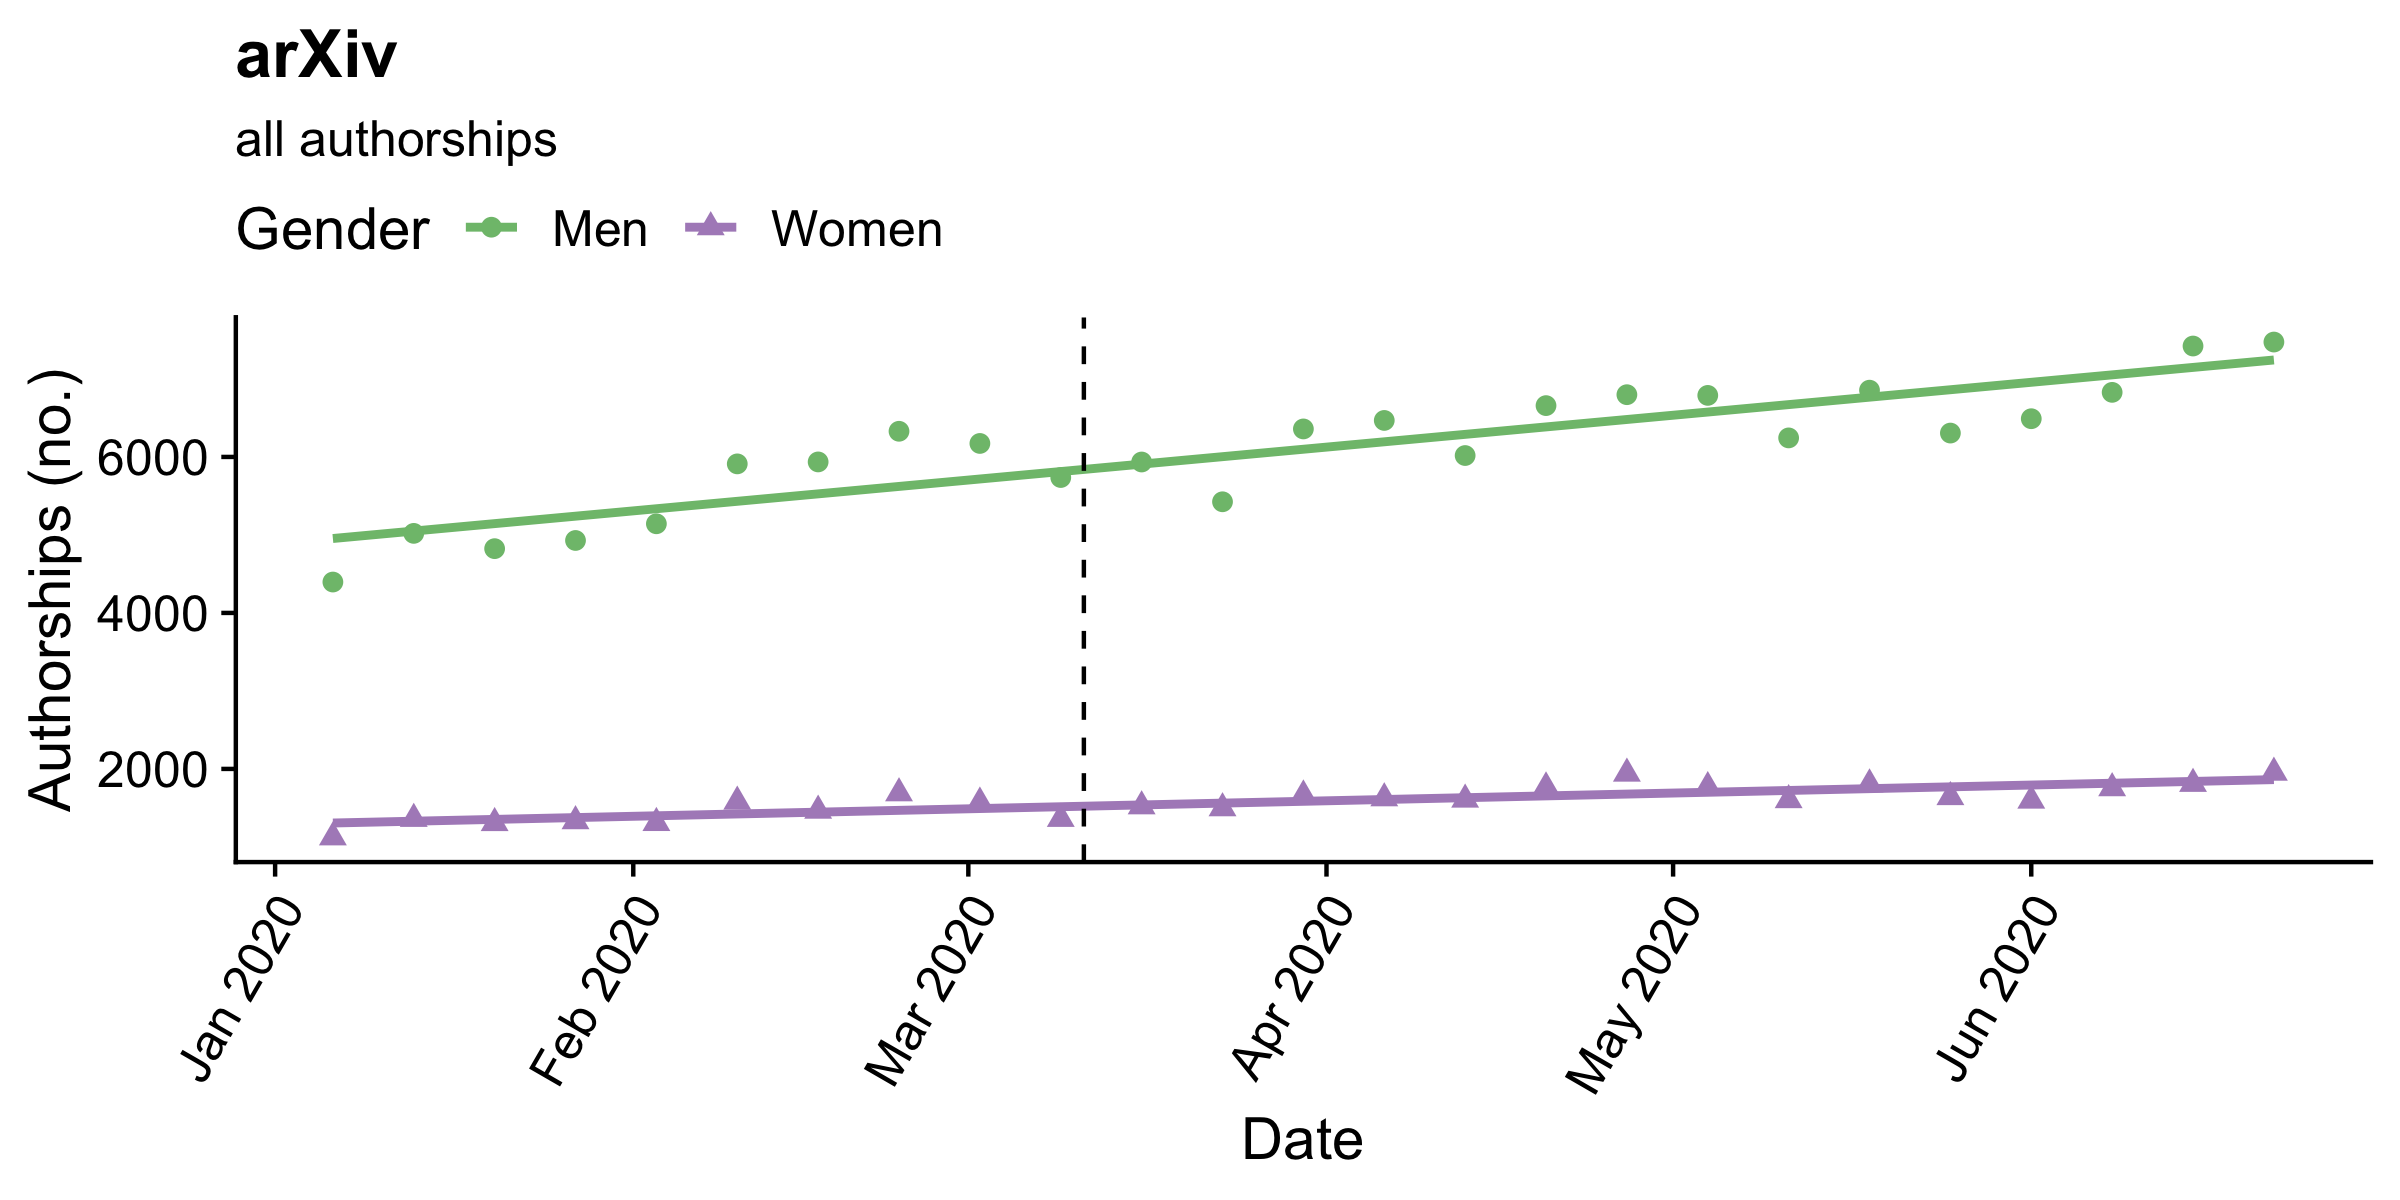 arXiv
all authorships
Gender Men Women
Authorships (no.)
6000
4000
2000
Jan 2020
Feb 2020
Mar 2020
Apr 2020
May 2020
Jun 2020
Date